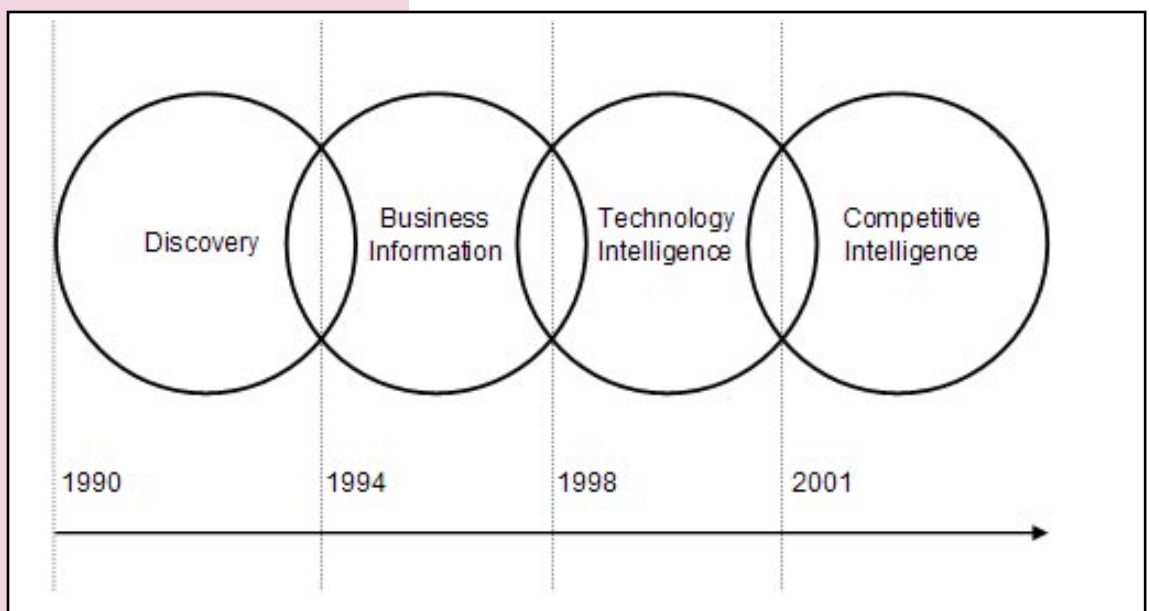 Discovery
Business
Information
Technology
Intelligence
Competitive
Intelligence
1990
1994
1998
2001